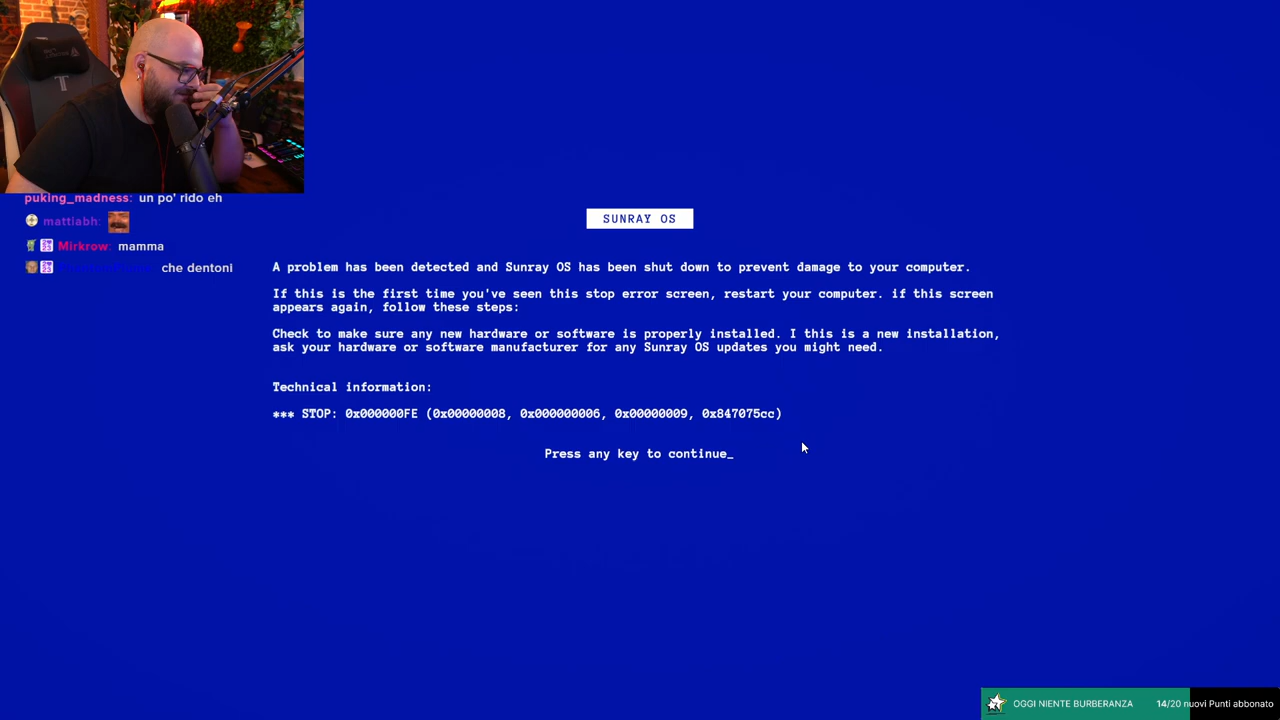 puking_madness: un po' rido eh
mattiabh:
Mirkrow: mamma
che dentoni
SUNRAY OS
A problem has been detected and Sunray OS has been shut down to prevent damage to your computer.
If this is the first time you've seen this stop error screen, restart your computer. if this screen
appears again, follow these steps:
Check to make sure any new hardware or software is properly installed. I this is a new installation,
ask your hardware or software manufacturer for any Sunray OS updates you might need.
Technical information:
*** STOP: 0x000000FE (0x00000008, 0x000000006, 0x00000009, 0x847075cc)
Press any key to continue_
OGGI NIENTE BURBERANZA
14/20 nuovi Punti abbonato